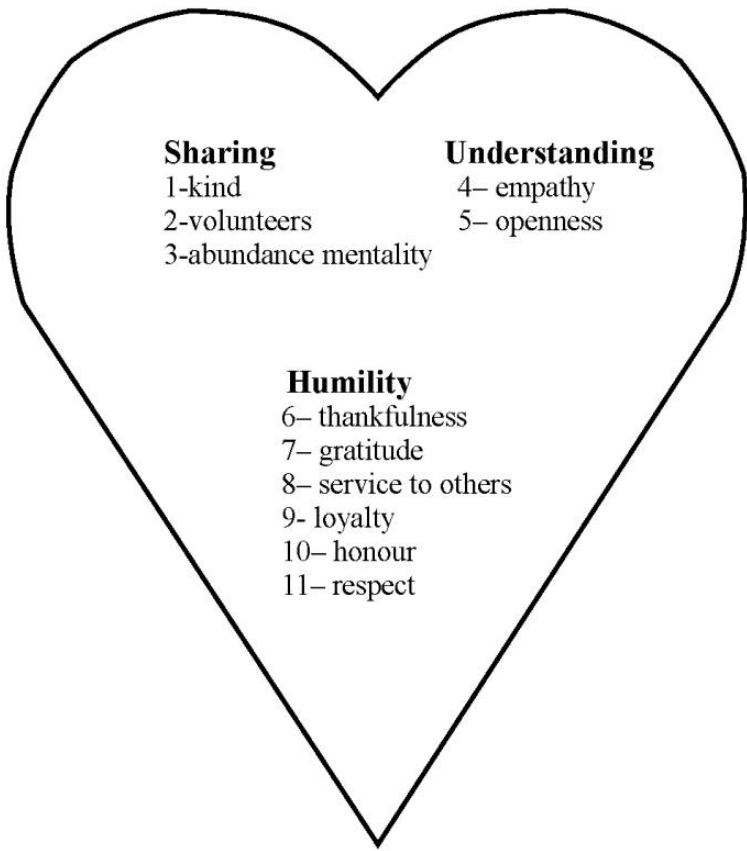 Sharing
1-kind
2-volunteers
3-abundance mentality
Understanding
4– empathy
5– openness
Humility
6– thankfulness
7– gratitude
8– service to others
9- loyalty
10– honour
11– respect